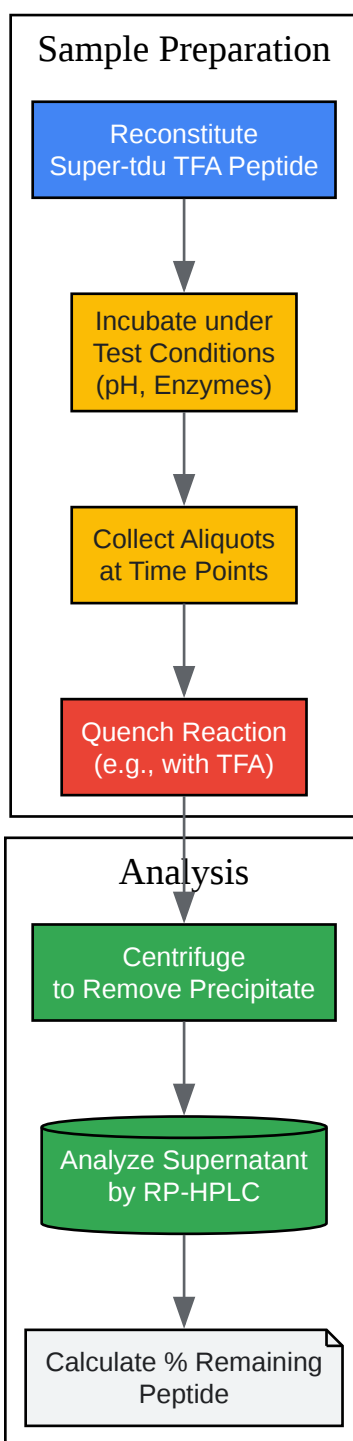 Sample Preparation
Reconstitute
Super-tdu TFA Peptide
Incubate under
Test Conditions
(pH, Enzymes)
Collect Aliquots
at Time Points
Quench Reaction
(e.g., with TFA)
Analysis
Centrifuge
to Remove Precipitate
Analyze Supernatant
by RP-HPLC
Calculate % Remaining
Peptide